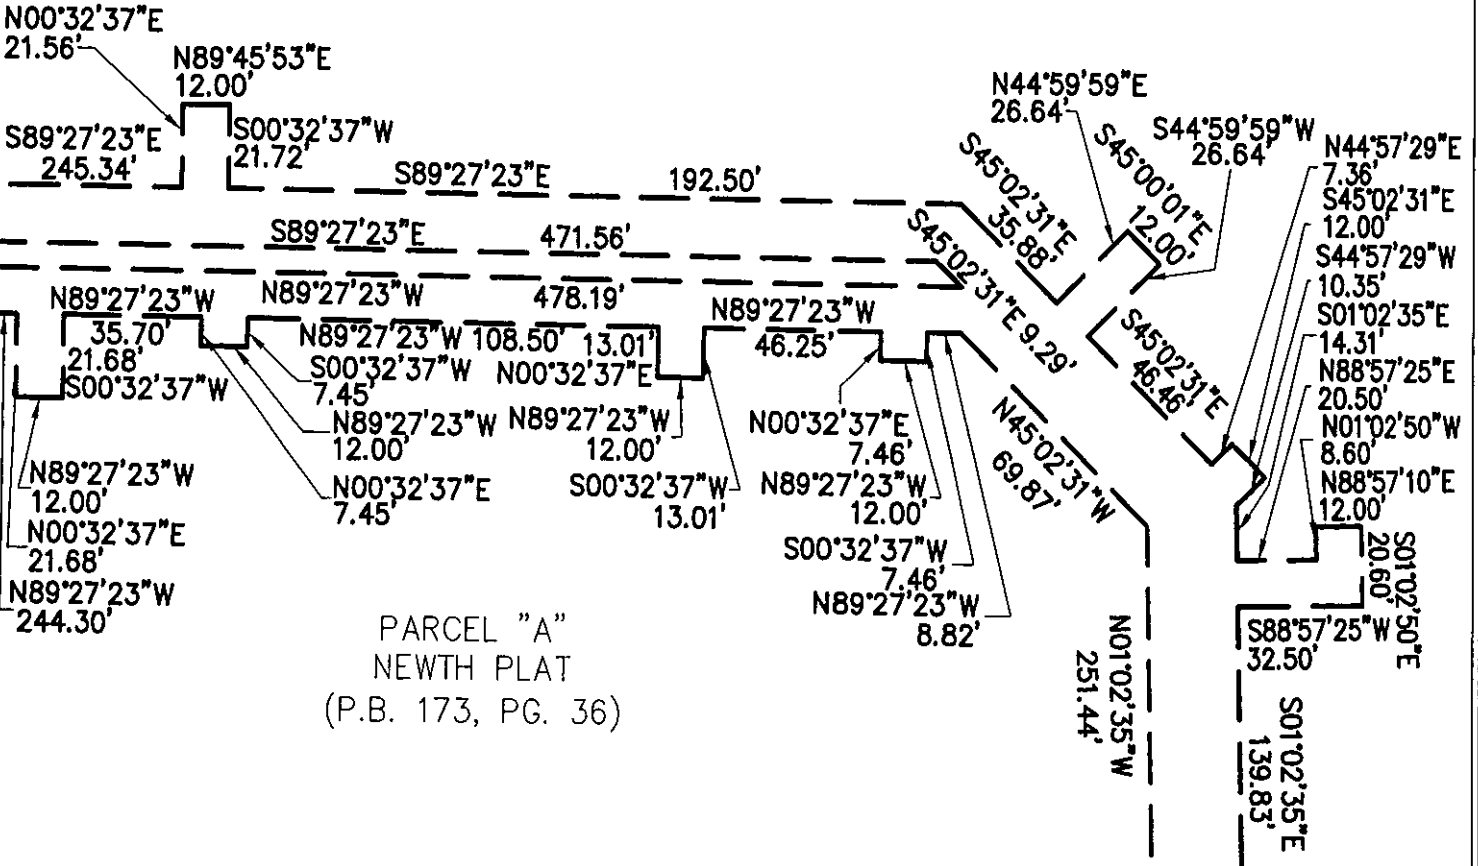 N00°32'37"E
21.56'
N89°45'53"E
12.00'
S89°27'23"E
245.34'
S00°32'37"W
21.72'
S89°27'23"E 192.50'
N44°59'59"E
26.64'
S45°02'31"E
35.88'
S45°00'01"E
12.00'
S44°59'59"W
26.64'
N44°57'29"E
7.36'
S45°02'31"E
12.00'
S44°57'29"W
10.35'
S01°02'35"E
14.31'
N88°57'25"E
20.50'
N01°02'50"W
8.60'
N88°57'10"E
12.00'
S89°27'23"E 471.56'
S45°02'31"E 9.29'
S45°02'31"E
46.46'
N89°27'23"W
35.70'
21.68'
S00°32'37"W
N89°27'23"W 478.19'
N89°27'23"W 108.50'
S00°32'37"W
7.45'
13.01'
N00°32'37"E
N89°27'23"W
46.25'
N89°27'23"W
12.00'
N00°32'37"E
7.45'
N89°27'23"W
12.00'
S00°32'37"W
13.01'
N00°32'37"E
7.46'
N89°27'23"W
12.00'
S00°32'37"W
7.46'
N89°27'23"W
8.82'
N45°02'31"W
69.87'
N89°27'23"W
12.00'
N00°32'37"E
21.68'
N89°27'23"W
244.30'
PARCEL "A"
NEWTH PLAT
(P.B. 173, PG. 36)
N01°02'35"W
251.44'
S01°02'50"E
20.60'
S88°57'25"W
32.50'
S01°02'35"E
139.83'